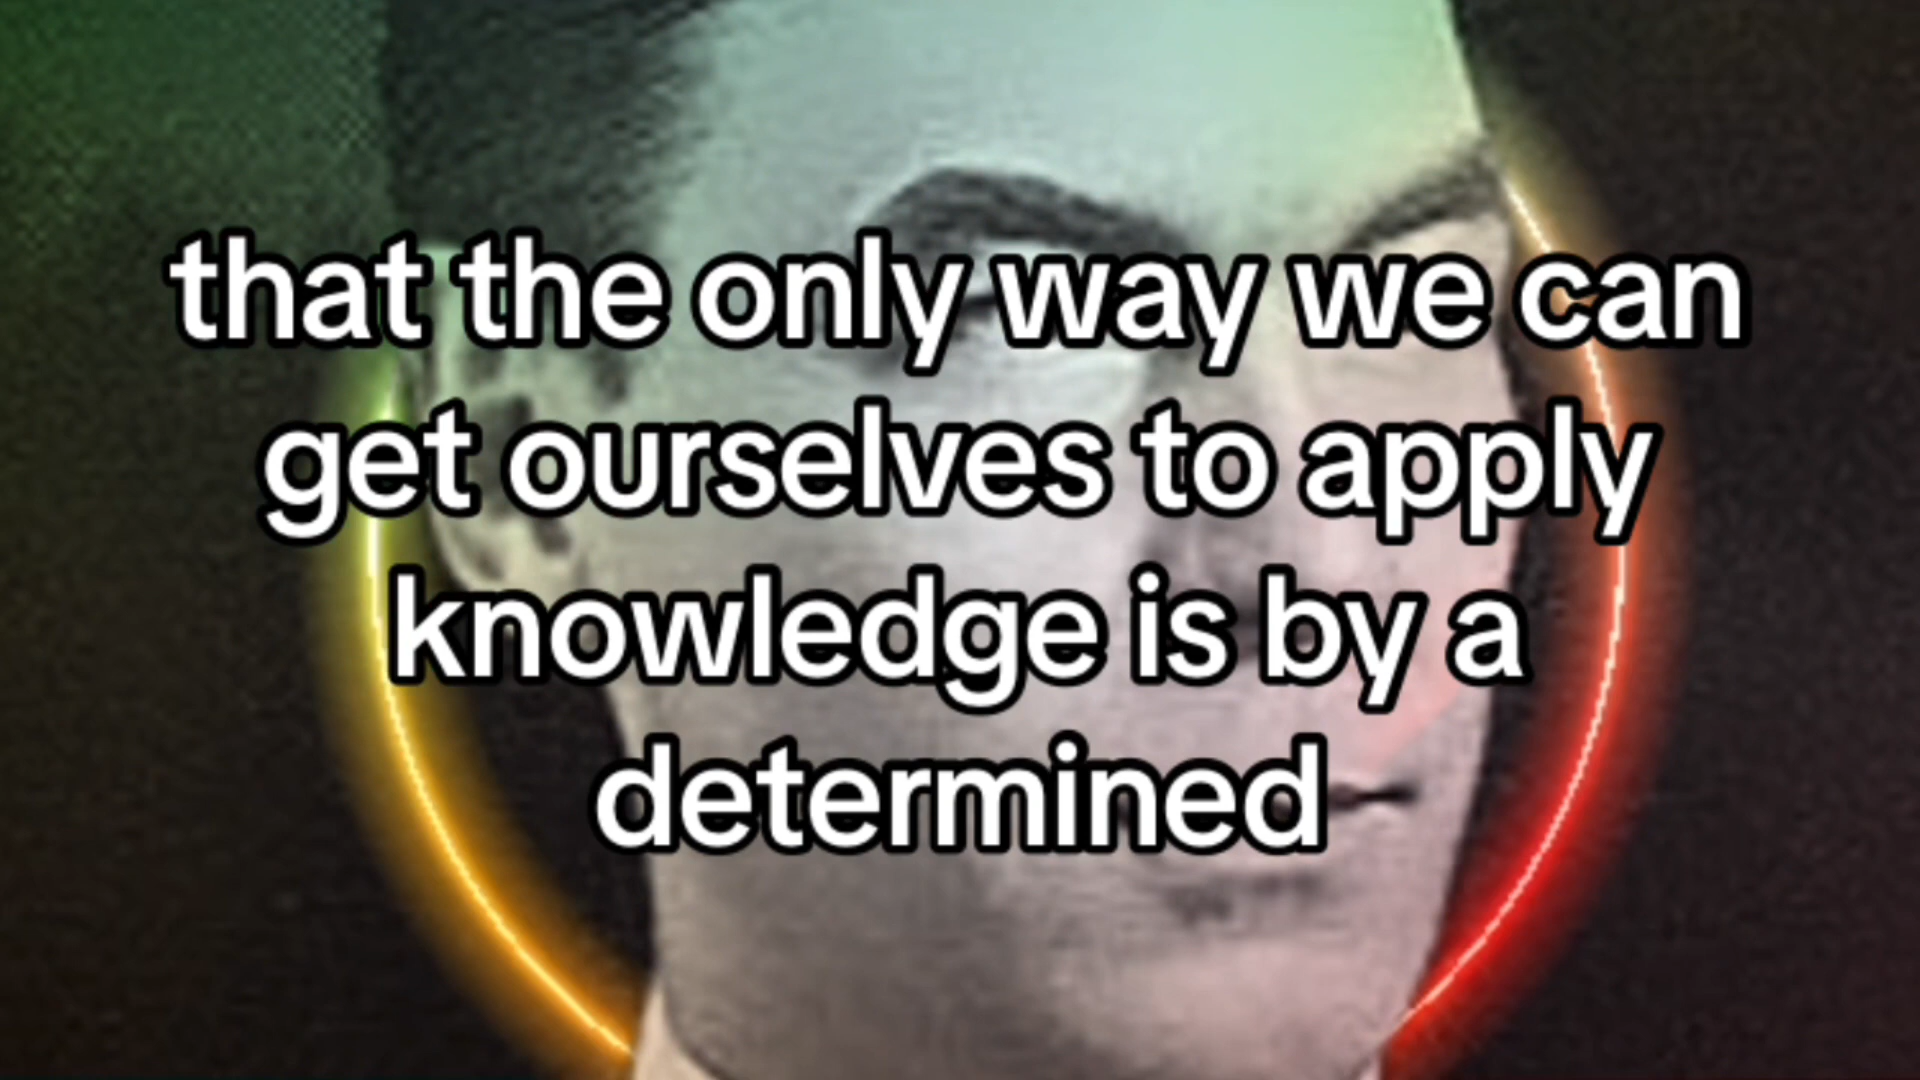 that the only way we can
get ourselves to apply
knowledge is by a
determined